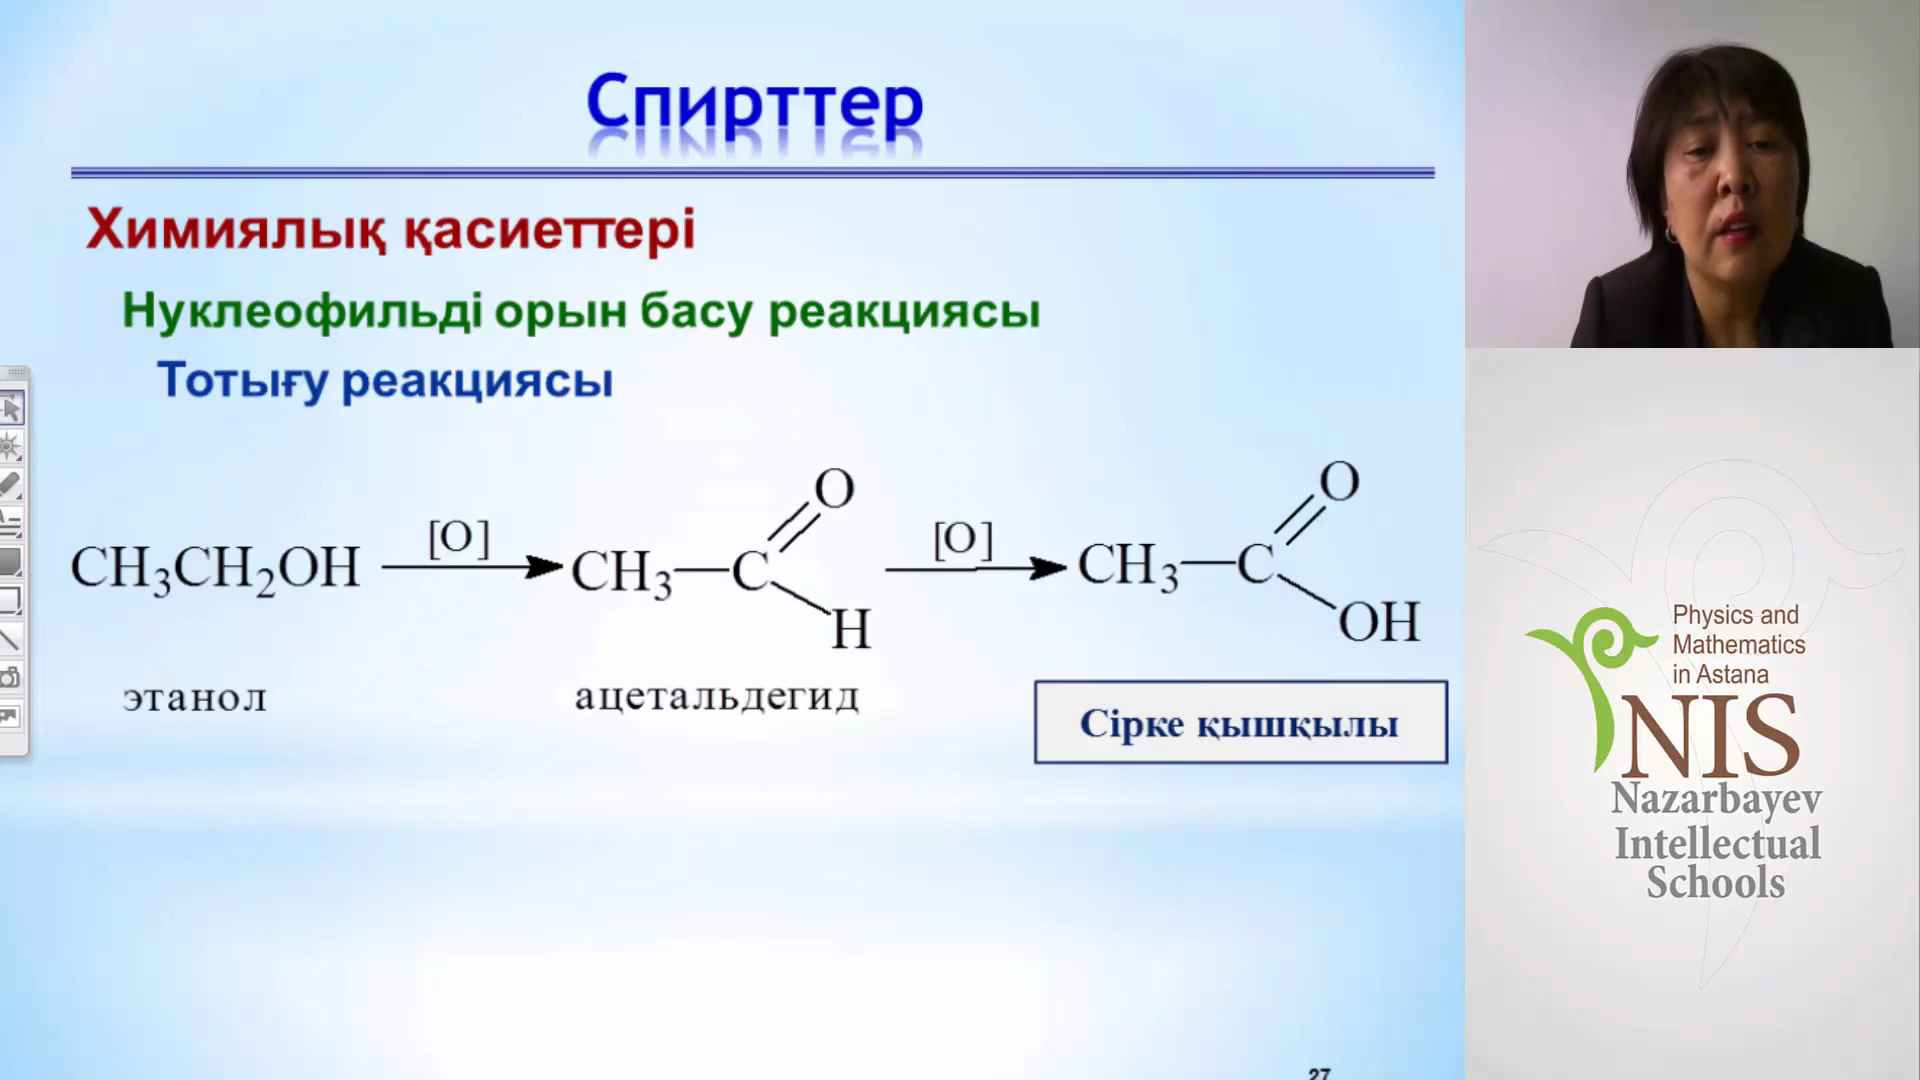 Спирттер
Химиялық қасиеттері
Нуклеофильді орын басу реакциясы
Тотығу реакциясы
CH₃CH₂OH [O] CH₃—C O H [O] CH₃—C O OH
этанол ацетальдегид Сірке қышқылы
27
Physics and
Mathematics
in Astana
NIS
Nazarbayev
Intellectual
Schools